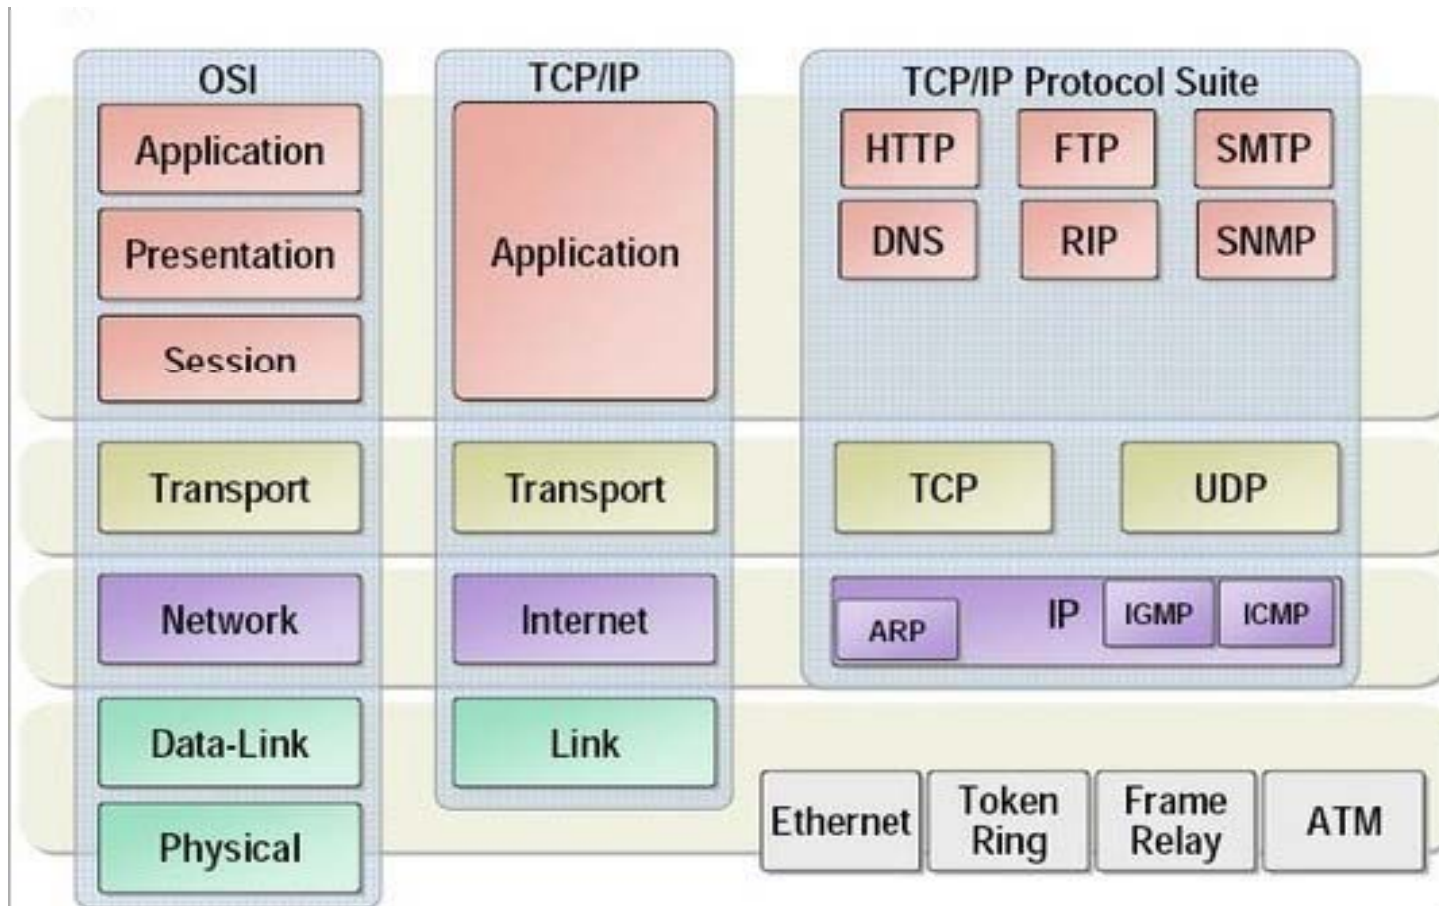 OSI
Application
Presentation
Session
Transport
Network
Data-Link
Physical
TCP/IP
Application
Transport
Internet
Link
TCP/IP Protocol Suite
HTTP FTP SMTP
DNS RIP SNMP
TCP UDP
ARP IP IGMP ICMP
Ethernet
Token
Ring
Frame
Relay
ATM